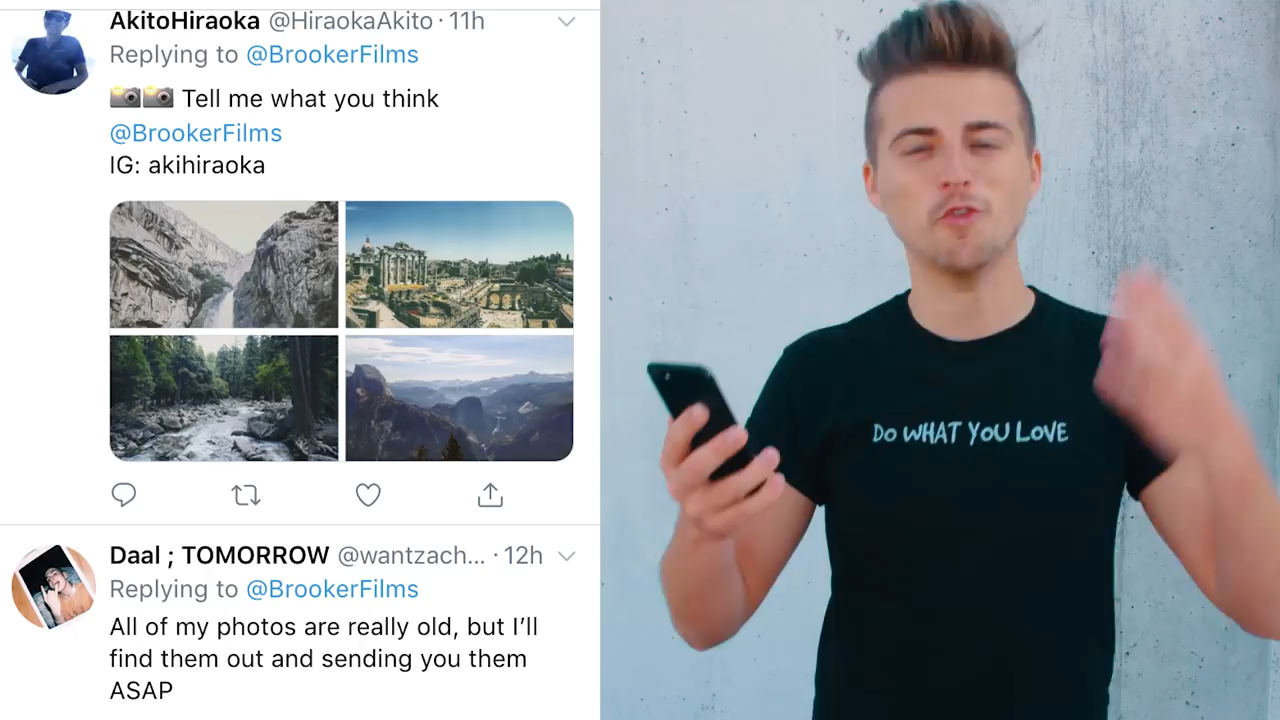 AkitoHiraoka @HiraokaAkito · 11h
Replying to @BrookerFilms
📸📸 Tell me what you think
@BrookerFilms
IG: akihiraoka
Daal ; TOMORROW @wantzach... · 12h
Replying to @BrookerFilms
All of my photos are really old, but I’ll
find them out and sending you them
ASAP
DO WHAT YOU LOVE